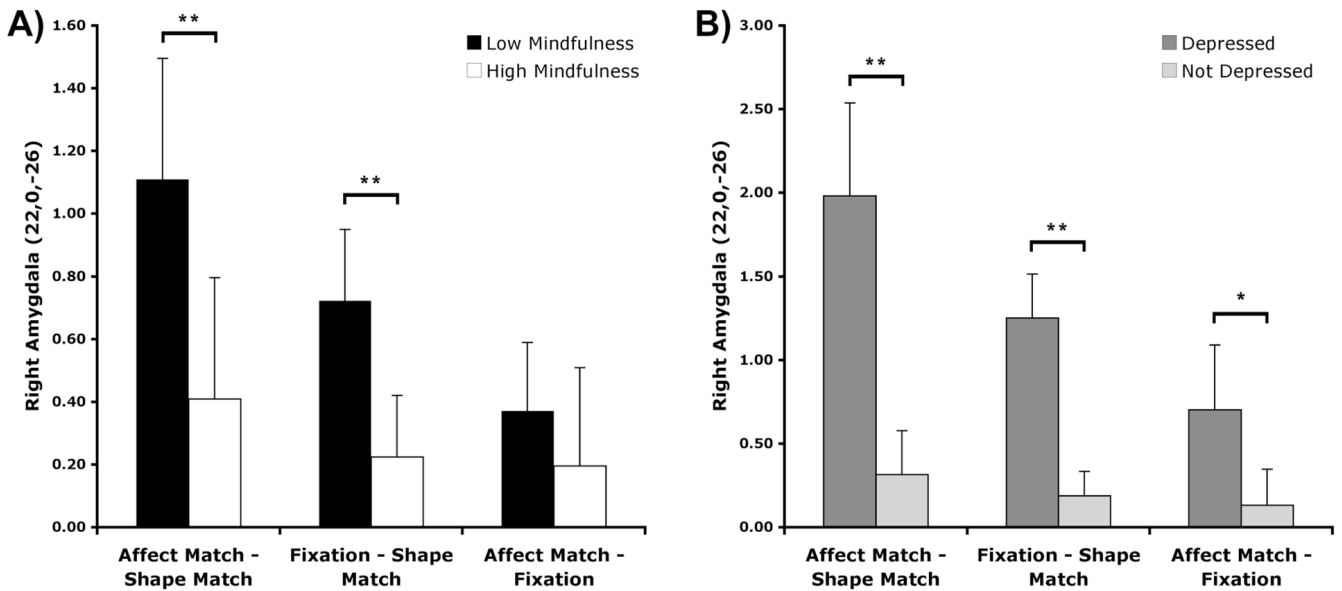 A)
Right Amygdala (22,0,-26)
1.60
1.40
1.20
1.00
0.80
0.60
0.40
0.20
0.00
**
**
Low Mindfulness
High Mindfulness
Affect Match -
Shape Match
Fixation - Shape
Match
Affect Match -
Fixation
B)
Right Amygdala (22,0,-26)
3.00
2.50
2.00
1.50
1.00
0.50
0.00
**
**
*
Depressed
Not Depressed
Affect Match -
Shape Match
Fixation - Shape
Match
Affect Match -
Fixation